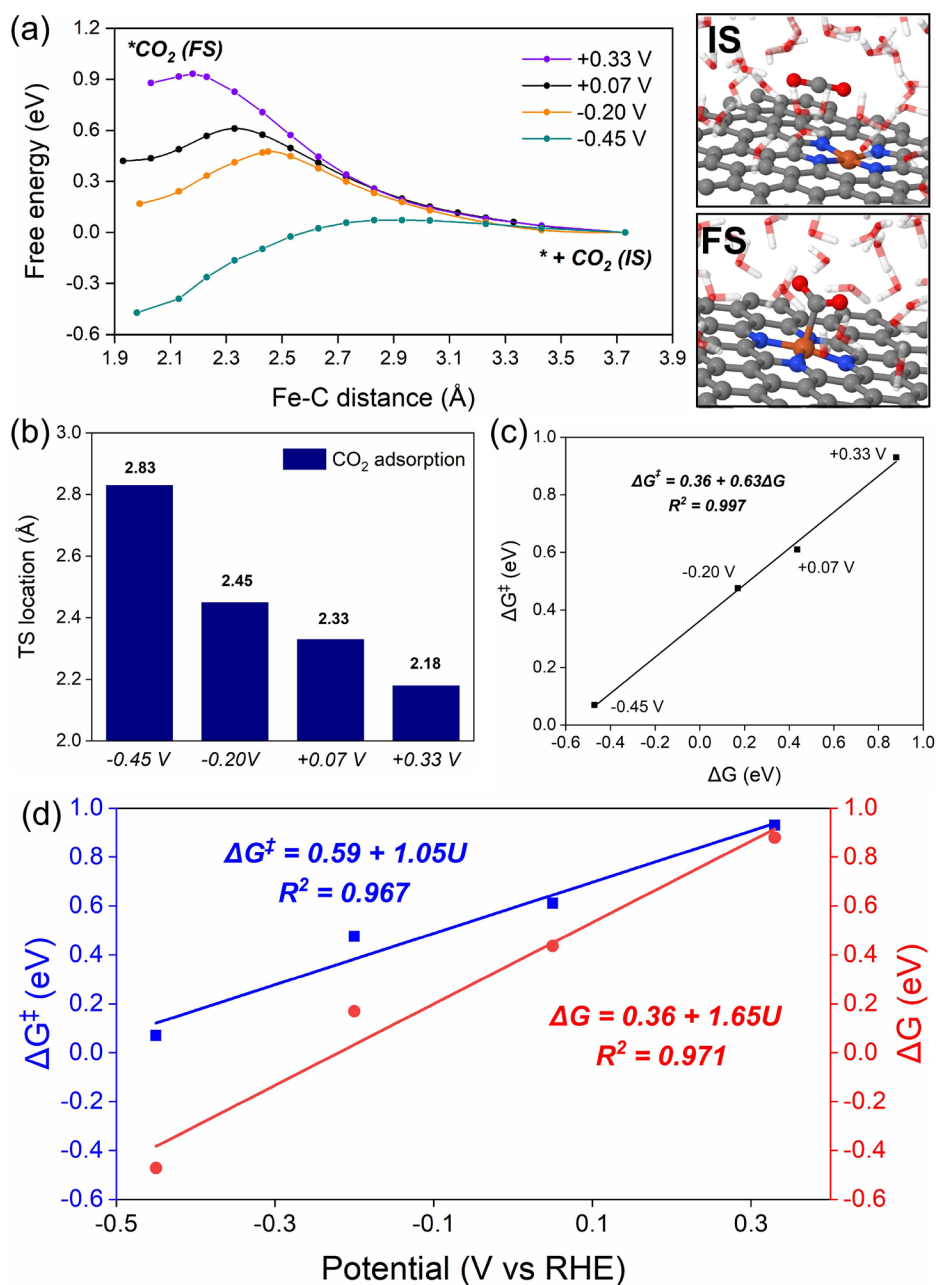 (a)
*CO₂ (FS)
+0.33 V
+0.07 V
-0.20 V
-0.45 V
* + CO₂ (IS)
Free energy (eV)
1.2
0.9
0.6
0.3
0.0
-0.3
-0.6
1.9 2.1 2.3 2.5 2.7 2.9 3.1 3.3 3.5 3.7 3.9
Fe-C distance (Å)
IS
FS
(b)
CO₂ adsorption
TS location (Å)
3.0
2.8
2.6
2.4
2.2
2.0
2.83
2.45
2.33
2.18
-0.45 V -0.20V +0.07 V +0.33 V
(c)
ΔG‡ = 0.36 + 0.63ΔG
R² = 0.997
+0.33 V
+0.07 V
-0.20 V
-0.45 V
ΔG‡ (eV)
1.0
0.8
0.6
0.4
0.2
0.0
-0.6 -0.4 -0.2 0.0 0.2 0.4 0.6 0.8 1.0
ΔG (eV)
(d)
ΔG‡ = 0.59 + 1.05U
R² = 0.967
ΔG = 0.36 + 1.65U
R² = 0.971
ΔG‡ (eV)
1.0
0.8
0.6
0.4
0.2
0.0
-0.2
-0.4
-0.6
ΔG (eV)
1.0
0.8
0.6
0.4
0.2
0.0
-0.2
-0.4
-0.6
-0.5 -0.3 -0.1 0.1 0.3
Potential (V vs RHE)